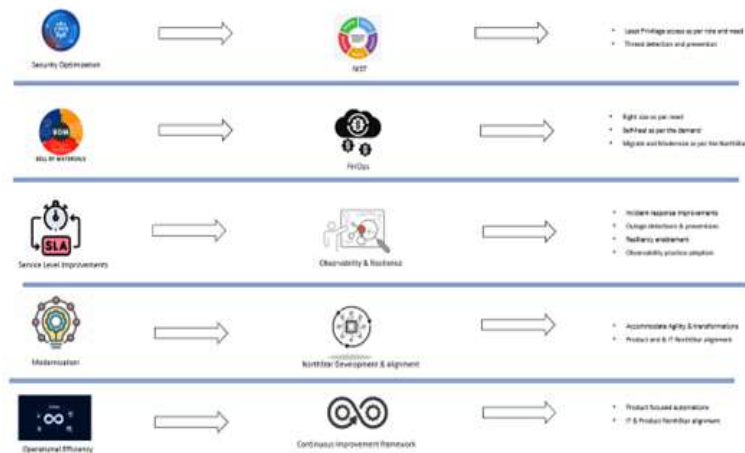 Security Optimization
NIST
• Least Privilege access as per role and need
• Thread detection and prevention
BOM
BILL OF MATERIALS
FinOps
• Right size as per need
• Self-heal as per the demand
• Migrate and Modernize as per the NorthStar
SLA
Service Level Improvements
Observability & Resilience
• Incident response improvements
• Outage detections & preventions
• Resiliency enablement
• Observability practice adoption
Modernization
NorthStar Development & alignment
• Accommodate Agility & transformations
• Product and & IT NorthStar alignment
Operational Efficiency
Continuous Improvement framework
• Product focused automations
• IT & Product NorthStar alignment